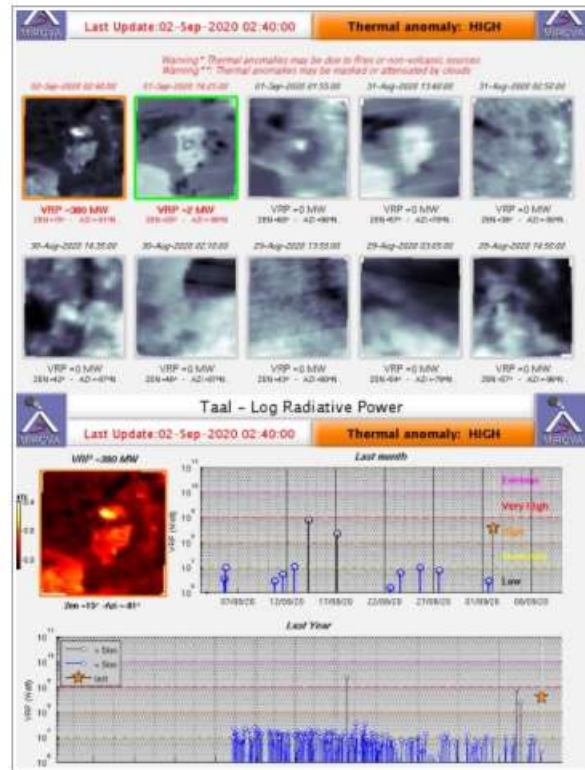 MIROVA Last Update:02-Sep-2020 02:40:00 Thermal anomaly: HIGH MIROVA
Warning* Thermal anomalies may be due to fires or non-volcanic sources
Warning**: Thermal anomalies may be masked or attenuated by clouds
02-Sep-2020 02:40:00 01-Sep-2020 14:25:00 01-Sep-2020 01:55:00 31-Aug-2020 13:40:00 31-Aug-2020 02:50:00
VRP =380 MW VRP =2 MW VRP =0 MW VRP =0 MW VRP =0 MW
30-Aug-2020 14:35:00 30-Aug-2020 02:10:00 29-Aug-2020 13:55:00 29-Aug-2020 03:05:00 28-Aug-2020 14:50:00
VRP =0 MW VRP =0 MW VRP =0 MW VRP =0 MW VRP =0 MW
Taal - Log Radiative Power
MIROVA Last Update:02-Sep-2020 02:40:00 Thermal anomaly: HIGH MIROVA
VRP =380 MW
Last month
VRP (Watt)
Extreme
Very High
High
Moderate
Low
07/08/20 12/08/20 17/08/20 22/08/20 27/08/20 01/09/20 06/09/20
Last Year
VRP (Watt)
> 5km
< 5km
last